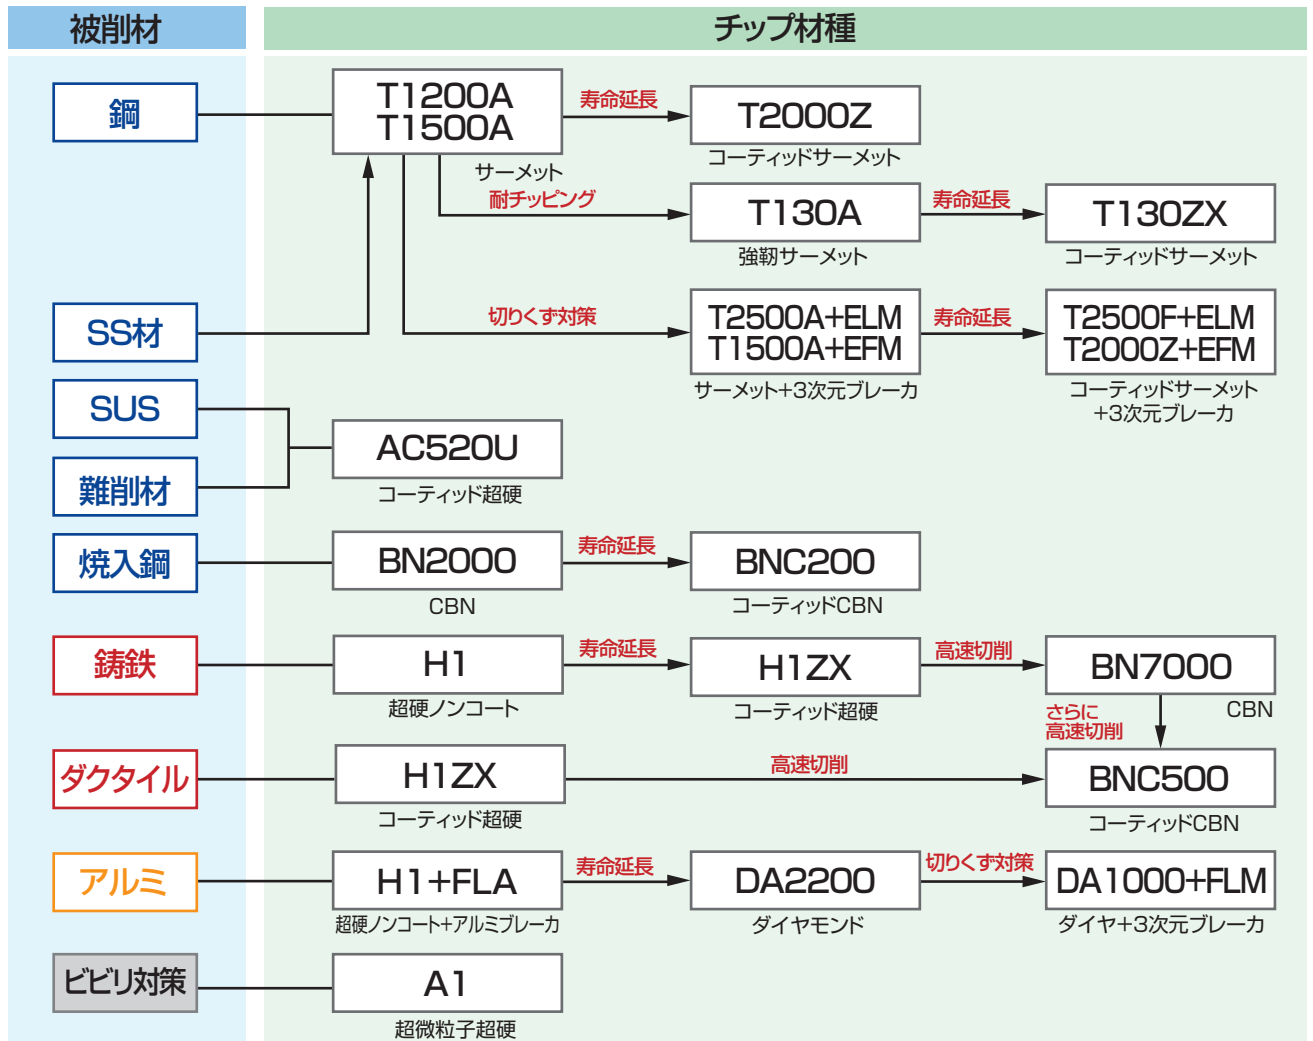 被削材
チップ材種
鋼
T1200A
T1500A
サーメット
寿命延長
T2000Z
コーティッドサーメット
耐チッピング
T130A
強靭サーメット
寿命延長
T130ZX
コーティッドサーメット
SS材
切りくず対策
T2500A+ELM
T1500A+EFM
サーメット+3次元ブレーカ
寿命延長
T2500F+ELM
T2000Z+EFM
コーティッドサーメット
+3次元ブレーカ
SUS
難削材
AC520U
コーティッド超硬
焼入鋼
BN2000
CBN
寿命延長
BNC200
コーティッドCBN
鋳鉄
H1
超硬ノンコート
寿命延長
H1ZX
コーティッド超硬
高速切削
BN7000
CBN
さらに
高速切削
ダクタイル
H1ZX
コーティッド超硬
高速切削
BNC500
コーティッドCBN
アルミ
H1+FLA
超硬ノンコート+アルミブレーカ
寿命延長
DA2200
ダイヤモンド
切りくず対策
DA1000+FLM
ダイヤ+3次元ブレーカ
ビビリ対策
A1
超微粒子超硬